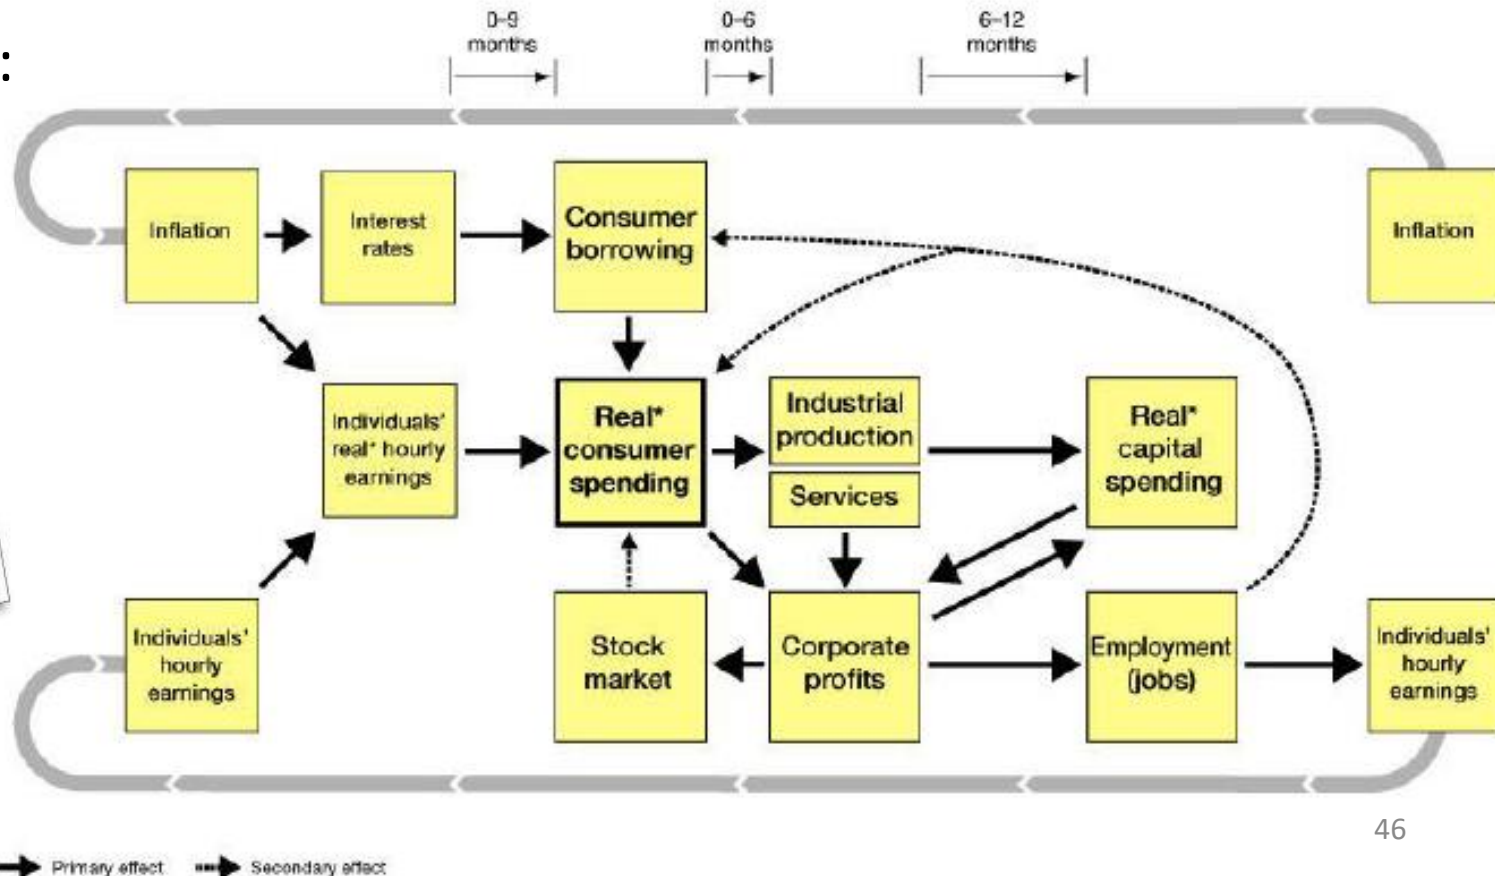 :
0–9
months
0–6
months
6–12
months
Inflation
Interest
rates
Consumer
borrowing
Inflation
Individuals'
real* hourly
earnings
Real*
consumer
spending
Industrial
production
Services
Real*
capital
spending
Individuals'
hourly
earnings
Stock
market
Corporate
profits
Employment
(jobs)
Individuals'
hourly
earnings
46
Primary effect
Secondary effect